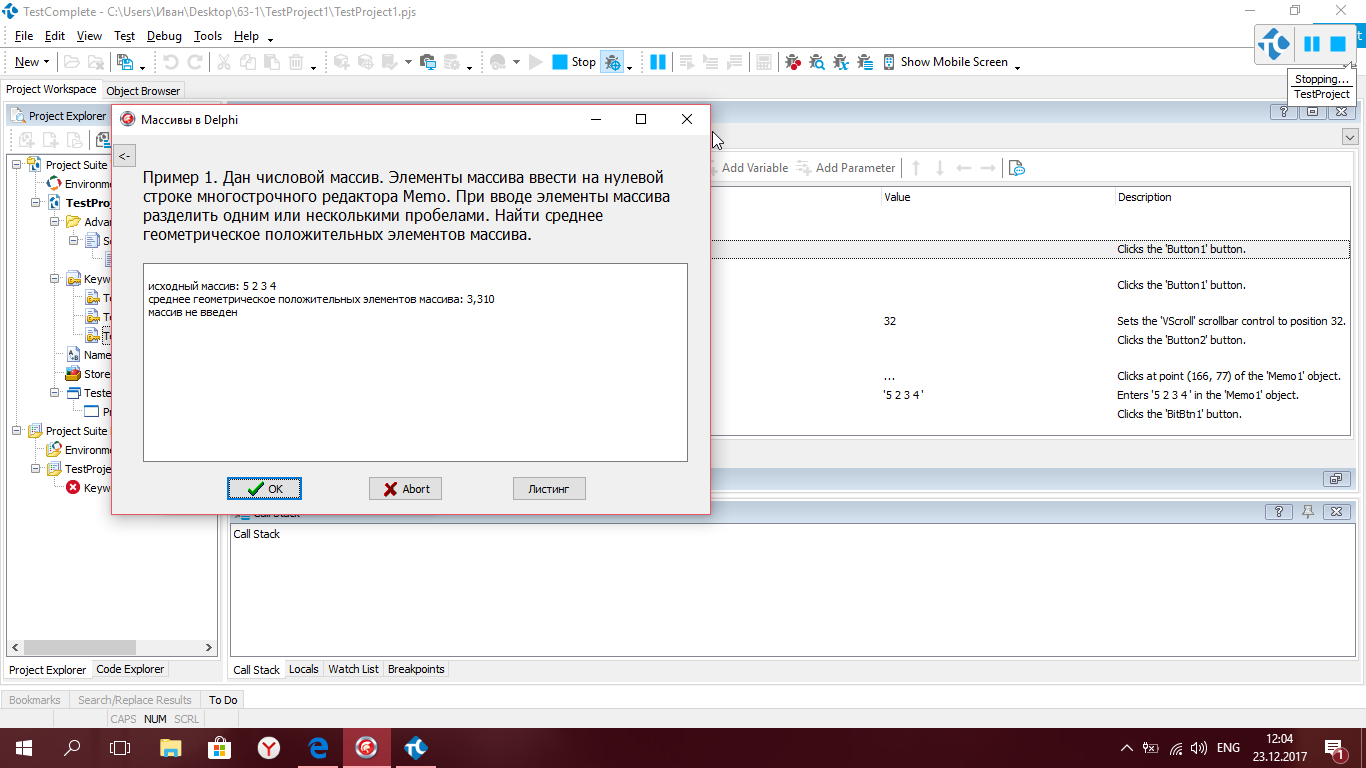 TestComplete - C:\Users\Иван\Desktop\63-1\TestProject1\TestProject1.pjs
File Edit View Test Debug Tools Help
New Stop Show Mobile Screen
Stopping...
TestProject
Project Workspace Object Browser
Project Explorer
Массивы в Delphi
<-
Пример 1. Дан числовой массив. Элементы массива ввести на нулевой
строке многострочного редактора Memo. При вводе элементы массива
разделить одним или несколькими пробелами. Найти среднее
геометрическое положительных элементов массива.
исходный массив: 5 2 3 4
среднее геометрическое положительных элементов массива: 3,310
массив не введен
OK Abort Листинг
Project Suite
Environme
TestProj
Advan
Sc
Keywo
Te
Te
Te
Name
Store
Teste
Pr
Project Suite
Environme
TestProje
Keyw
Add Variable Add Parameter
Value Description
Clicks the 'Button1' button.
Clicks the 'Button1' button.
32 Sets the 'VScroll' scrollbar control to position 32.
Clicks the 'Button2' button.
... Clicks at point (166, 77) of the 'Memo1' object.
'5 2 3 4 ' Enters '5 2 3 4 ' in the 'Memo1' object.
Clicks the 'BitBtn1' button.
Call Stack
Call Stack
Project Explorer Code Explorer
Call Stack Locals Watch List Breakpoints
Bookmarks Search/Replace Results To Do
CAPS NUM SCRL
ENG
12:04
23.12.2017
1